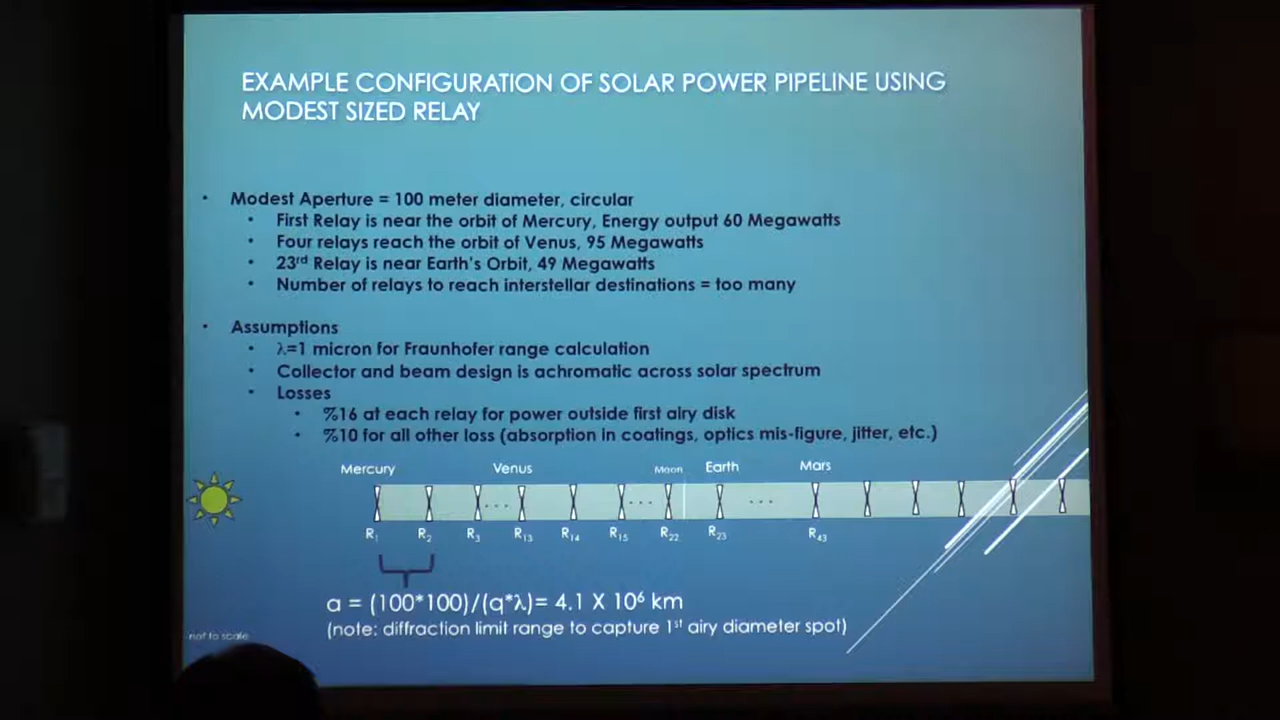 EXAMPLE CONFIGURATION OF SOLAR POWER PIPELINE USING
MODEST SIZED RELAY
• Modest Aperture = 100 meter diameter, circular
• First Relay is near the orbit of Mercury, Energy output 60 Megawatts
• Four relays reach the orbit of Venus, 95 Megawatts
• 23rd Relay is near Earth's Orbit, 49 Megawatts
• Number of relays to reach interstellar destinations = too many
• Assumptions
• λ=1 micron for Fraunhofer range calculation
• Collector and beam design is achromatic across solar spectrum
• Losses
• %16 at each relay for power outside first airy disk
• %10 for all other loss (absorption in coatings, optics mis-figure, jitter, etc.)
Mercury Venus Moon Earth Mars
... ... ...
R1 R2 R3 R13 R14 R15 R22 R23 R43
a = (100*100)/(q*λ)= 4.1 X 10⁶ km
(note: diffraction limit range to capture 1st airy diameter spot)
not to scale